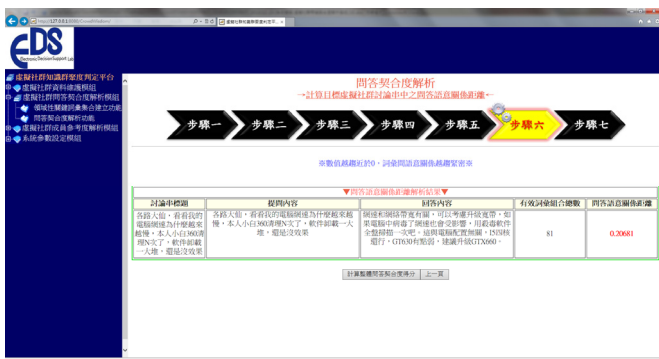 http://127.0.0.1
EDS
Electronic Decision Support Lab
虛擬社群知識群聚度判定平台
虛擬社群資料維護模組
虛擬社群問答契合度解析模組
領域性關鍵詞彙集合建立功能
問答契合度解析功能
虛擬社群成員參考度解析模組
系統參數設定模組
問答契合度解析
→計算目標虛擬社群討論串中之問答語意關係距離←
步驟一
步驟二
步驟三
步驟四
步驟五
步驟六
步驟七
※數值越趨近於0，詞彙間語意關係越緊密※
▼問答語意關係距離解析結果▼
討論串標題 提問內容 回答內容 有效詞彙組合總數 問答語意關係距離
各路大仙，看看我的
電腦網速為什麼越來
越慢，本人小白360清
理N次了，軟件卸載
一大堆，還是沒效果
各路大仙，看看我的電腦網速為什麼越來越
慢，本人小白360清理N次了，軟件卸載一大
堆，還是沒效果
網速和網絡帶寬有關，可以考慮升級寬帶，如
果電腦中病毒了網速也會受影響，用殺毒軟件
全盤掃描一次吧。這與電腦配置無關，I5四核
還行，GT630有點弱，建議升級GTX660。
81
0.20681
計算整體問答契合度得分 上一頁